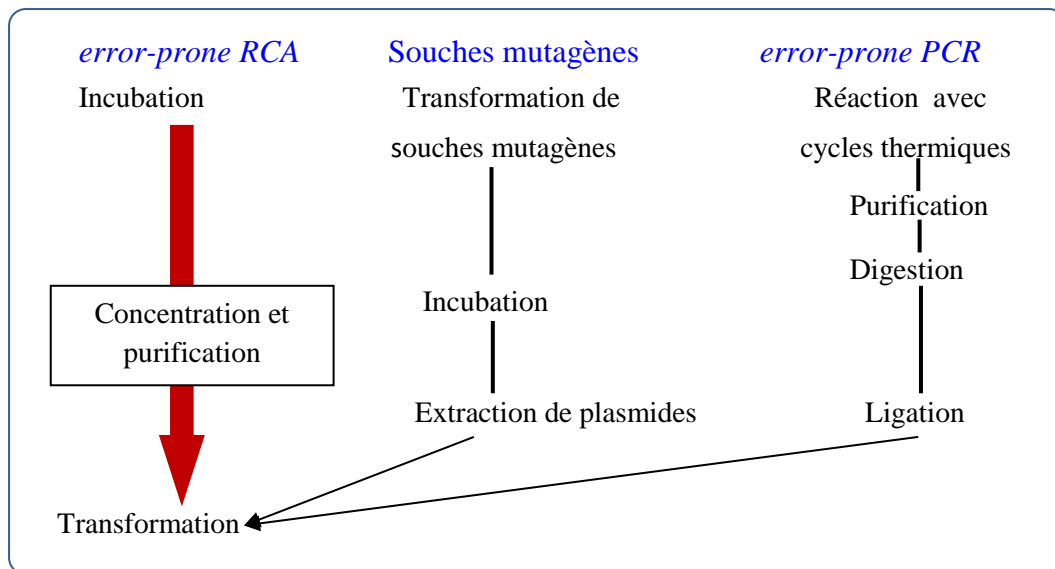 error-prone RCA
Incubation
Concentration et
purification
Transformation
Souches mutagènes
Transformation de
souches mutagènes
Incubation
Extraction de plasmides
error-prone PCR
Réaction avec
cycles thermiques
Purification
Digestion
Ligation